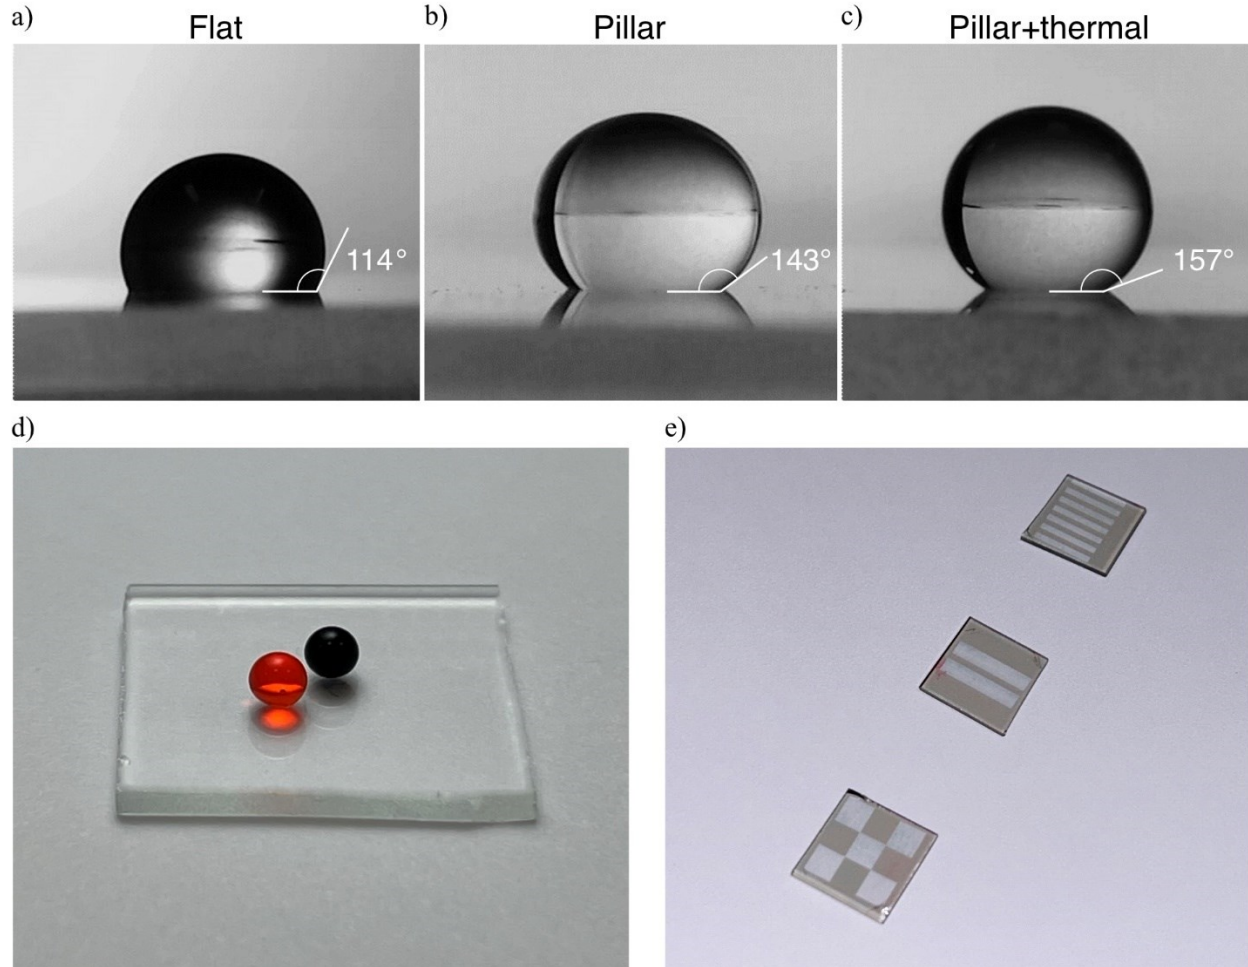 a)
Flat
b)
Pillar
c)
Pillar+thermal
114°
143°
157°
d)
e)